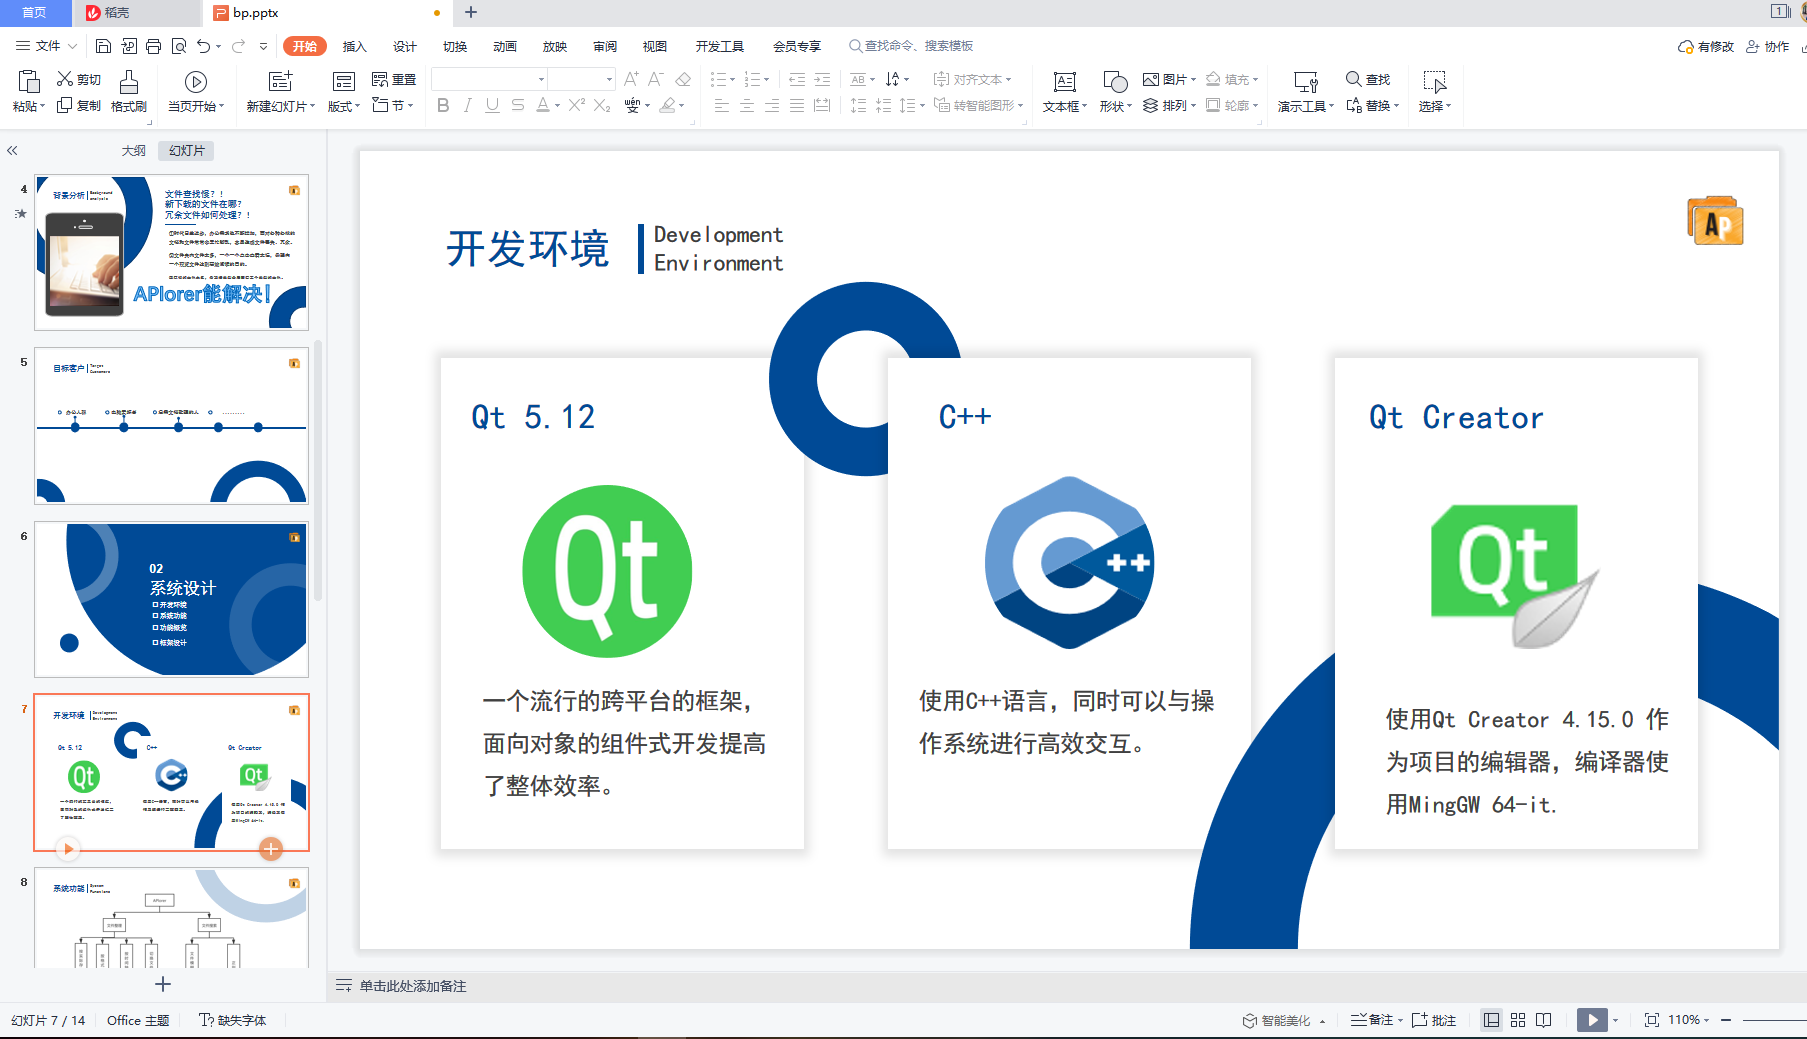 首页
稻壳
bp.pptx
文件
开始
插入
设计
切换
动画
放映
审阅
视图
开发工具
会员专享
查找命令、搜索模板
有修改
协作
粘贴
剪切
复制
格式刷
当页开始
新建幻灯片
版式
重置
节
对齐文本
转智能图形
文本框
形状
图片
填充
排列
轮廓
演示工具
查找
替换
选择
大纲
幻灯片
4
背景分析
Background
文件查找慢？！
新下载的文件在哪？
冗余文件如何处理？！
APlorer能解决!
5
目标客户
6
02
系统设计
开发环境
系统功能
功能概览
框架设计
7
开发环境
Development
Environment
Qt 5.12
C++
Qt Creator
Qt
Qt
8
系统功能
System
Functions
APlorer
开发环境
Development
Environment
Ap
Qt 5.12
Qt
一个流行的跨平台的框架，
面向对象的组件式开发提高
了整体效率。
C++
C++
使用C++语言，同时可以与操
作系统进行高效交互。
Qt Creator
Qt
使用Qt Creator 4.15.0 作
为项目的编辑器，编译器使
用MingGW 64-it.
单击此处添加备注
幻灯片 7 / 14
Office 主题
缺失字体
智能美化
备注
批注
110%